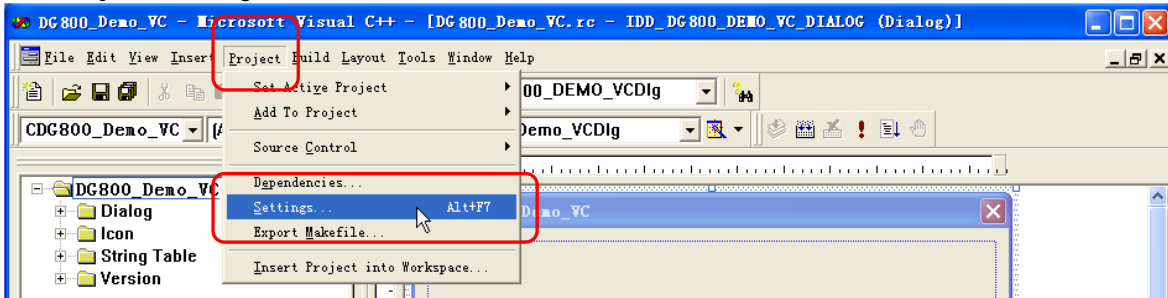 DG800_Demo_VC - Microsoft Visual C++ - [DG800_Demo_VC.rc - IDD_DG800_DEMO_VC_DIALOG (Dialog)]
File Edit View Insert Project Build Layout Tools Window Help
Set Active Project
00_DEMO_VCDlg
Add To Project
CDG800_Demo_VC
Demo_VCDlg
Source Control
Dependencies...
DG800_Demo_VC
Settings... Alt+F7
Demo_VC
Dialog
Export Makefile...
Icon
String Table
Insert Project into Workspace...
Version